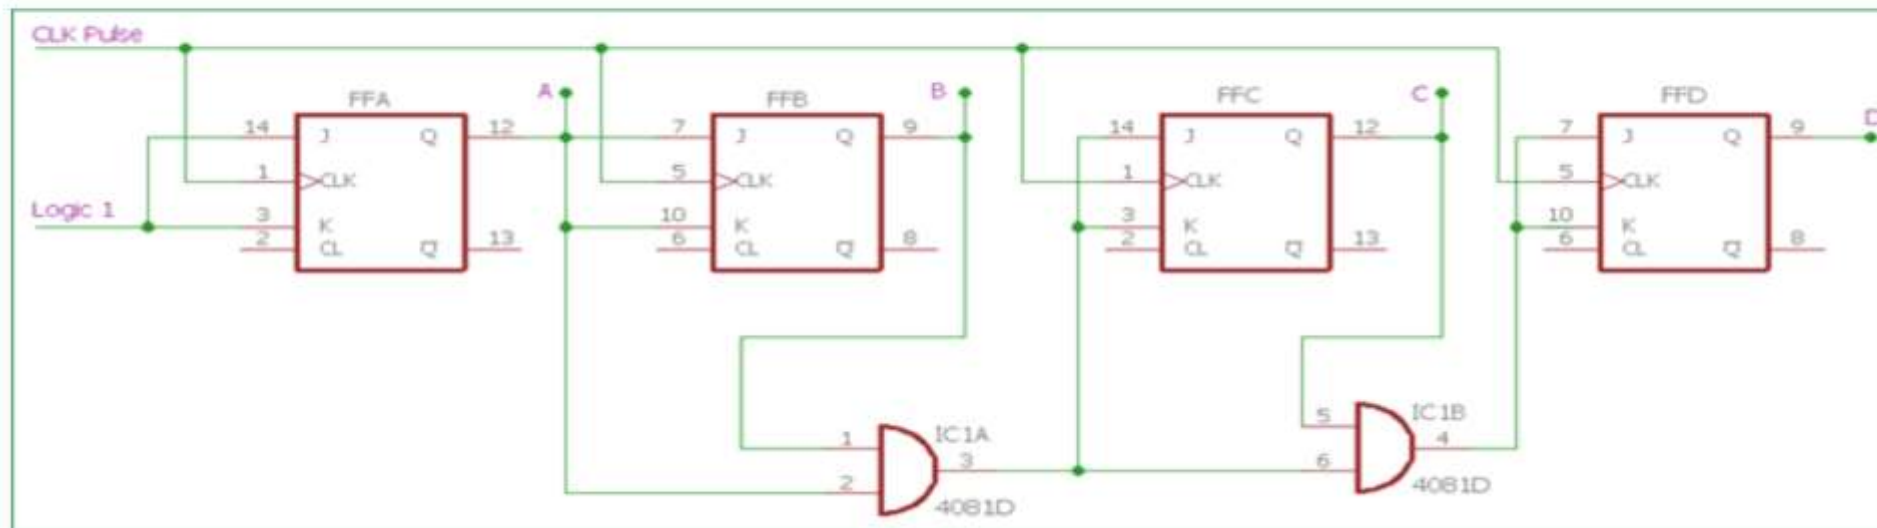 CLK Pulse
FFA
A
FFB
B
FFC
C
FFD
D
14 J Q 12
7 J Q 9
14 J Q 12
7 J Q 9
1 CLK
5 CLK
1 CLK
5 CLK
Logic 1
3 K
10 K
3 K
10 K
2 CL Q 13
6 CL Q 8
2 CL Q 13
6 CL Q 8
5 IC1B
4
1 IC1A
3
6
2
4081D
4081D